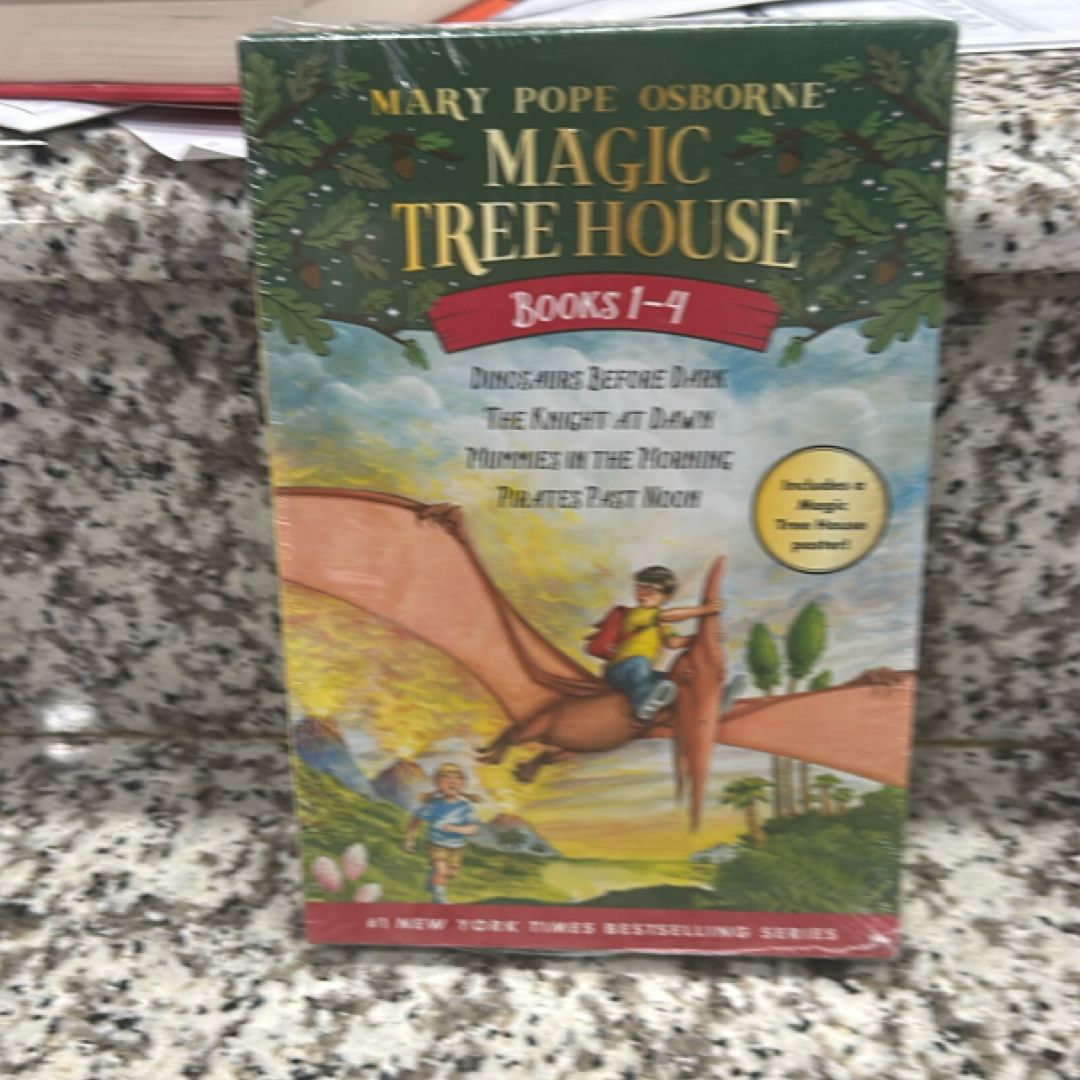 MARY POPE OSBORNE
MAGIC
TREE HOUSE
BOOKS 1–4
DINOSAURS BEFORE DARK
THE KNIGHT AT DAWN
MUMMIES IN THE MORNING
PIRATES PAST NOON
Includes a
Magic
Tree House
poster!
#1 NEW YORK TIMES BESTSELLING SERIES